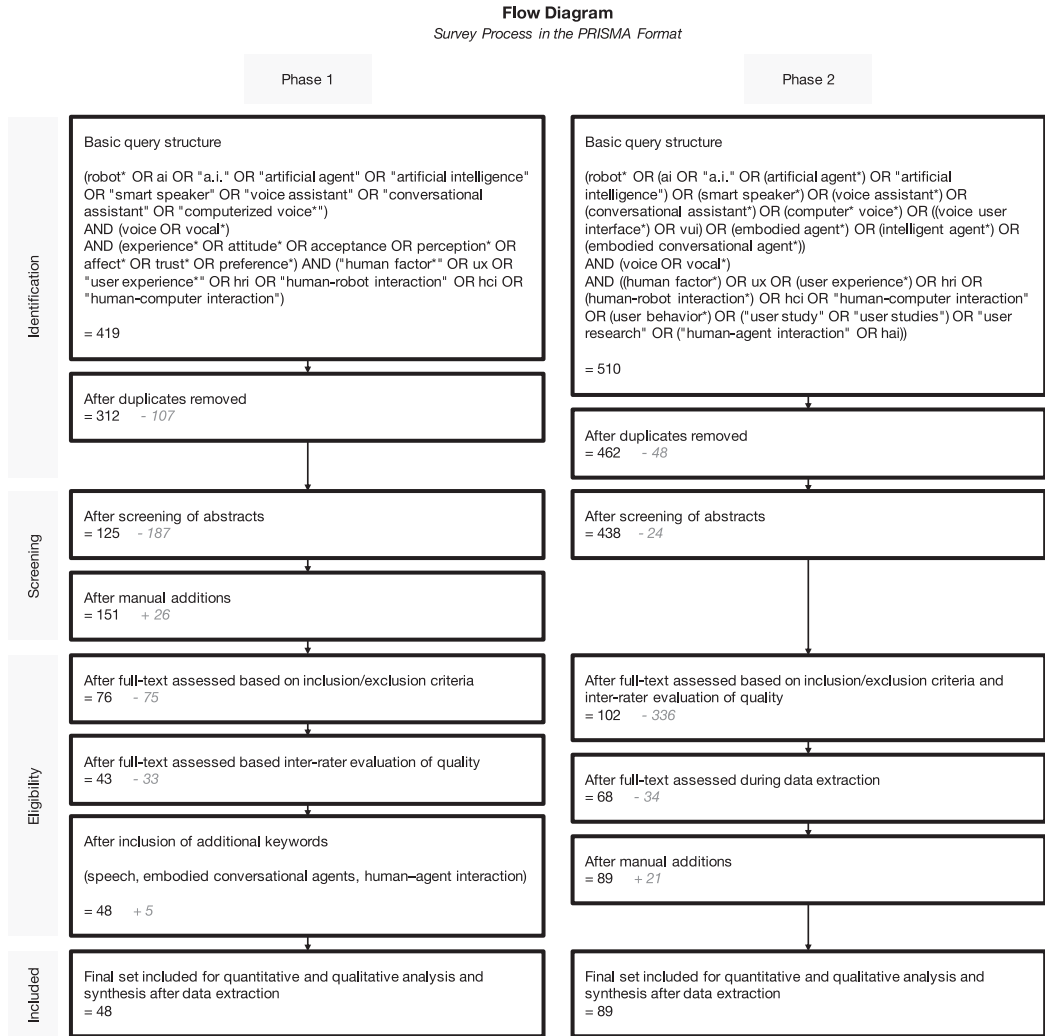 Flow Diagram
Survey Process in the PRISMA Format
Phase 1
Phase 2
Identification
Basic query structure
(robot* OR ai OR "a.i." OR "artificial agent" OR "artificial intelligence"
OR "smart speaker" OR "voice assistant" OR "conversational
assistant" OR "computerized voice*")
AND (voice OR vocal*)
AND (experience* OR attitude* OR acceptance OR perception* OR
affect* OR trust* OR preference*) AND ("human factor*" OR ux OR
"user experience*" OR hri OR "human-robot interaction" OR hci OR
"human-computer interaction")
= 419
After duplicates removed
= 312 - 107
Basic query structure
(robot* OR (ai OR "a.i." OR (artificial agent*) OR "artificial
intelligence") OR (smart speaker*) OR (voice assistant*) OR
(conversational assistant*) OR (computer* voice*) OR ((voice user
interface*) OR vui) OR (embodied agent*) OR (intelligent agent*) OR
(embodied conversational agent*))
AND (voice OR vocal*)
AND ((human factor*) OR ux OR (user experience*) OR hri OR
(human-robot interaction*) OR hci OR "human-computer interaction"
OR (user behavior*) OR ("user study" OR "user studies") OR "user
research" OR ("human-agent interaction" OR hai))
= 510
After duplicates removed
= 462 - 48
Screening
After screening of abstracts
= 125 - 187
After manual additions
= 151 + 26
After screening of abstracts
= 438 - 24
Eligibility
After full-text assessed based on inclusion/exclusion criteria
= 76 - 75
After full-text assessed based inter-rater evaluation of quality
= 43 - 33
After inclusion of additional keywords
(speech, embodied conversational agents, human–agent interaction)
= 48 + 5
After full-text assessed based on inclusion/exclusion criteria and
inter-rater evaluation of quality
= 102 - 336
After full-text assessed during data extraction
= 68 - 34
After manual additions
= 89 + 21
Included
Final set included for quantitative and qualitative analysis and
synthesis after data extraction
= 48
Final set included for quantitative and qualitative analysis and
synthesis after data extraction
= 89